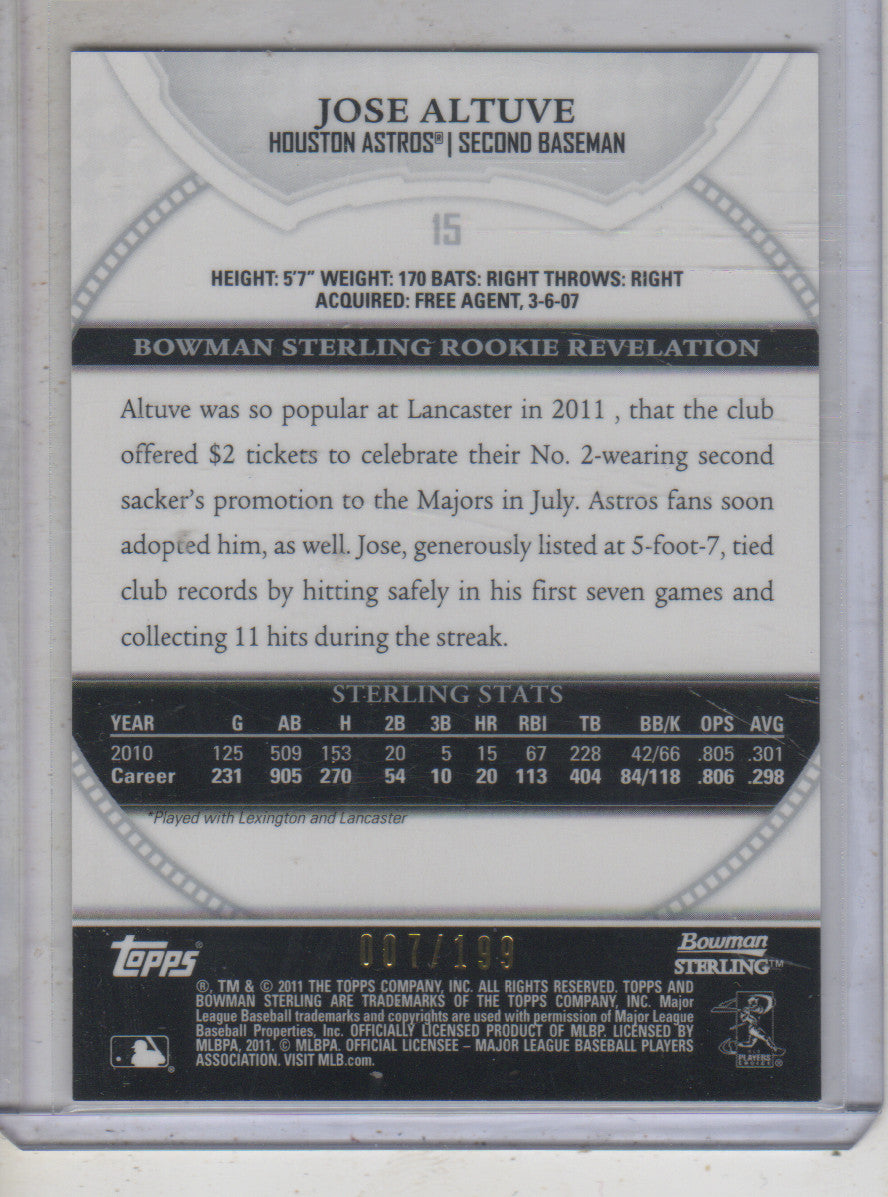 JOSE ALTUVE
HOUSTON ASTROS® | SECOND BASEMAN
15
HEIGHT: 5'7" WEIGHT: 170 BATS: RIGHT THROWS: RIGHT
ACQUIRED: FREE AGENT, 3-6-07
BOWMAN STERLING ROOKIE REVELATION
Altuve was so popular at Lancaster in 2011 , that the club
offered $2 tickets to celebrate their No. 2-wearing second
sacker's promotion to the Majors in July. Astros fans soon
adopted him, as well. Jose, generously listed at 5-foot-7, tied
club records by hitting safely in his first seven games and
collecting 11 hits during the streak.
STERLING STATS
YEAR G AB H 2B 3B HR RBI TB BB/K OPS AVG
2010 125 509 153 20 5 15 67 228 42/66 .805 .301
Career 231 905 270 54 10 20 113 404 84/118 .806 .298
*Played with Lexington and Lancaster
topps®
007/199
Bowman
STERLING™
®, TM & © 2011 THE TOPPS COMPANY, INC. ALL RIGHTS RESERVED. TOPPS AND
BOWMAN STERLING ARE TRADEMARKS OF THE TOPPS COMPANY, INC. Major
League Baseball trademarks and copyrights are used with permission of Major League
Baseball Properties, Inc. OFFICIALLY LICENSED PRODUCT OF MLBP. LICENSED BY
MLBPA, 2011. © MLBPA. OFFICIAL LICENSEE – MAJOR LEAGUE BASEBALL PLAYERS
ASSOCIATION. VISIT MLB.com.
PLAYERS
CHOICE ®